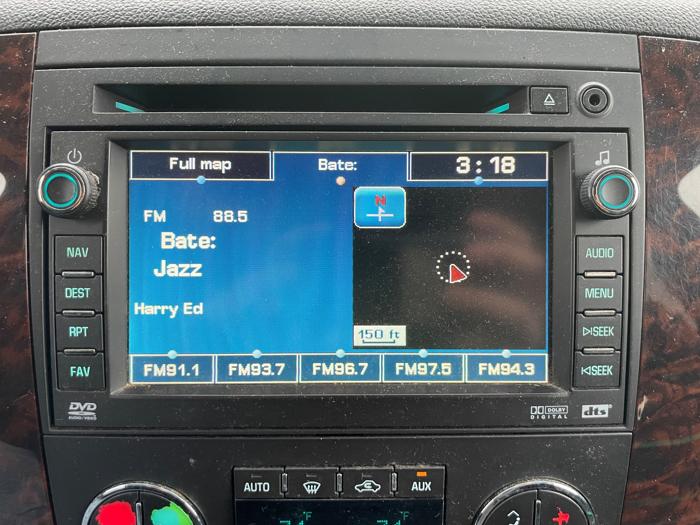 Full map
Bate:
3:18
N
FM 88.5
Bate:
Jazz
Harry Ed
150 ft
FM91.1
FM93.7
FM96.7
FM97.5
FM94.3
NAV
DEST
RPT
FAV
AUDIO
MENU
SEEK
SEEK
DVD
AUDIO/VIDEO
DOLBY
DIGITAL
dts
AUTO
AUX
°F
°F